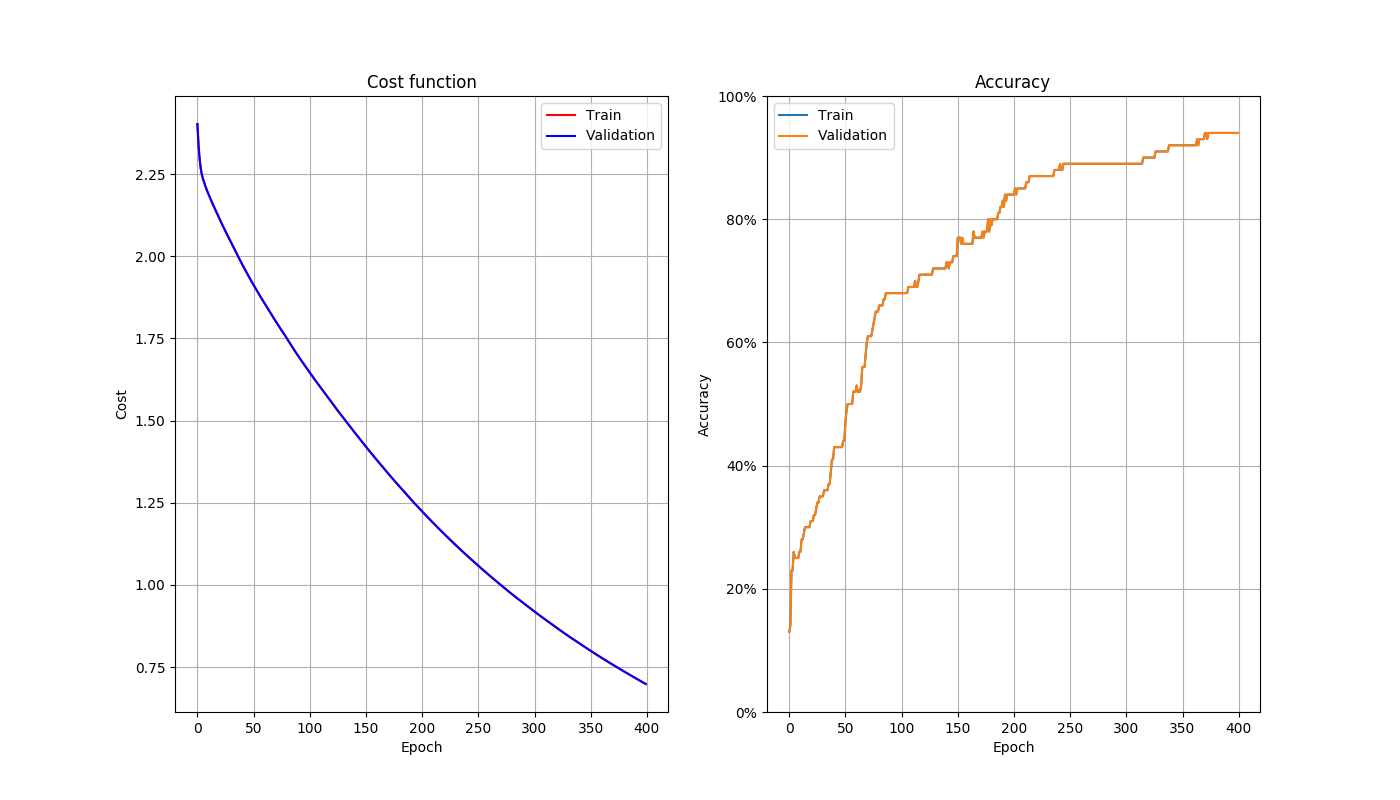 Cost function
Train
Validation
2.25
2.00
1.75
1.50
1.25
1.00
0.75
Cost
0 50 100 150 200 250 300 350 400
Epoch
Accuracy
Train
Validation
100%
80%
60%
40%
20%
0%
Accuracy
0 50 100 150 200 250 300 350 400
Epoch